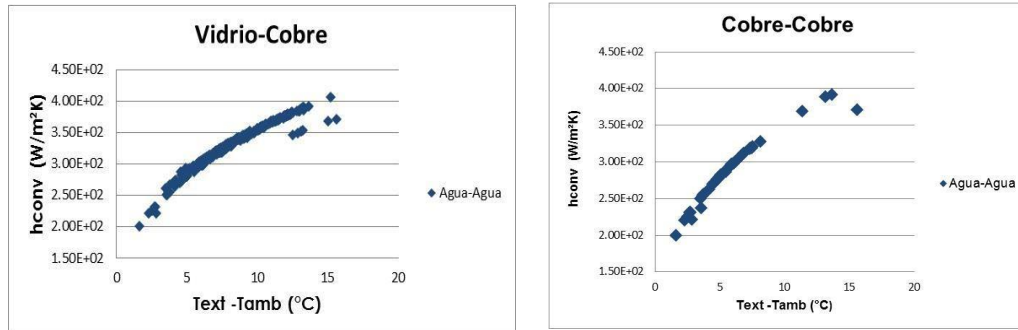 Vidrio-Cobre
hconv (W/m²K)
4.50E+02
4.00E+02
3.50E+02
3.00E+02
2.50E+02
2.00E+02
1.50E+02
0 5 10 15 20
Text -Tamb (°C)
Agua-Agua
Cobre-Cobre
hconv (W/m²K)
4.50E+02
4.00E+02
3.50E+02
3.00E+02
2.50E+02
2.00E+02
1.50E+02
0 5 10 15 20
Text -Tamb (°C)
Agua-Agua